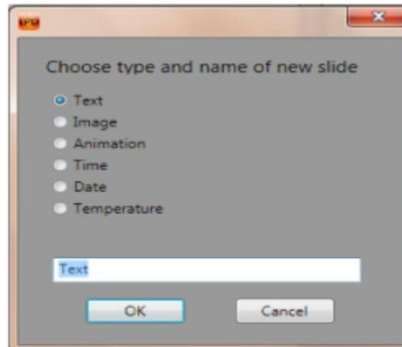 Choose type and name of new slide
Text
Image
Animation
Time
Date
Temperature
Text
OK
Cancel